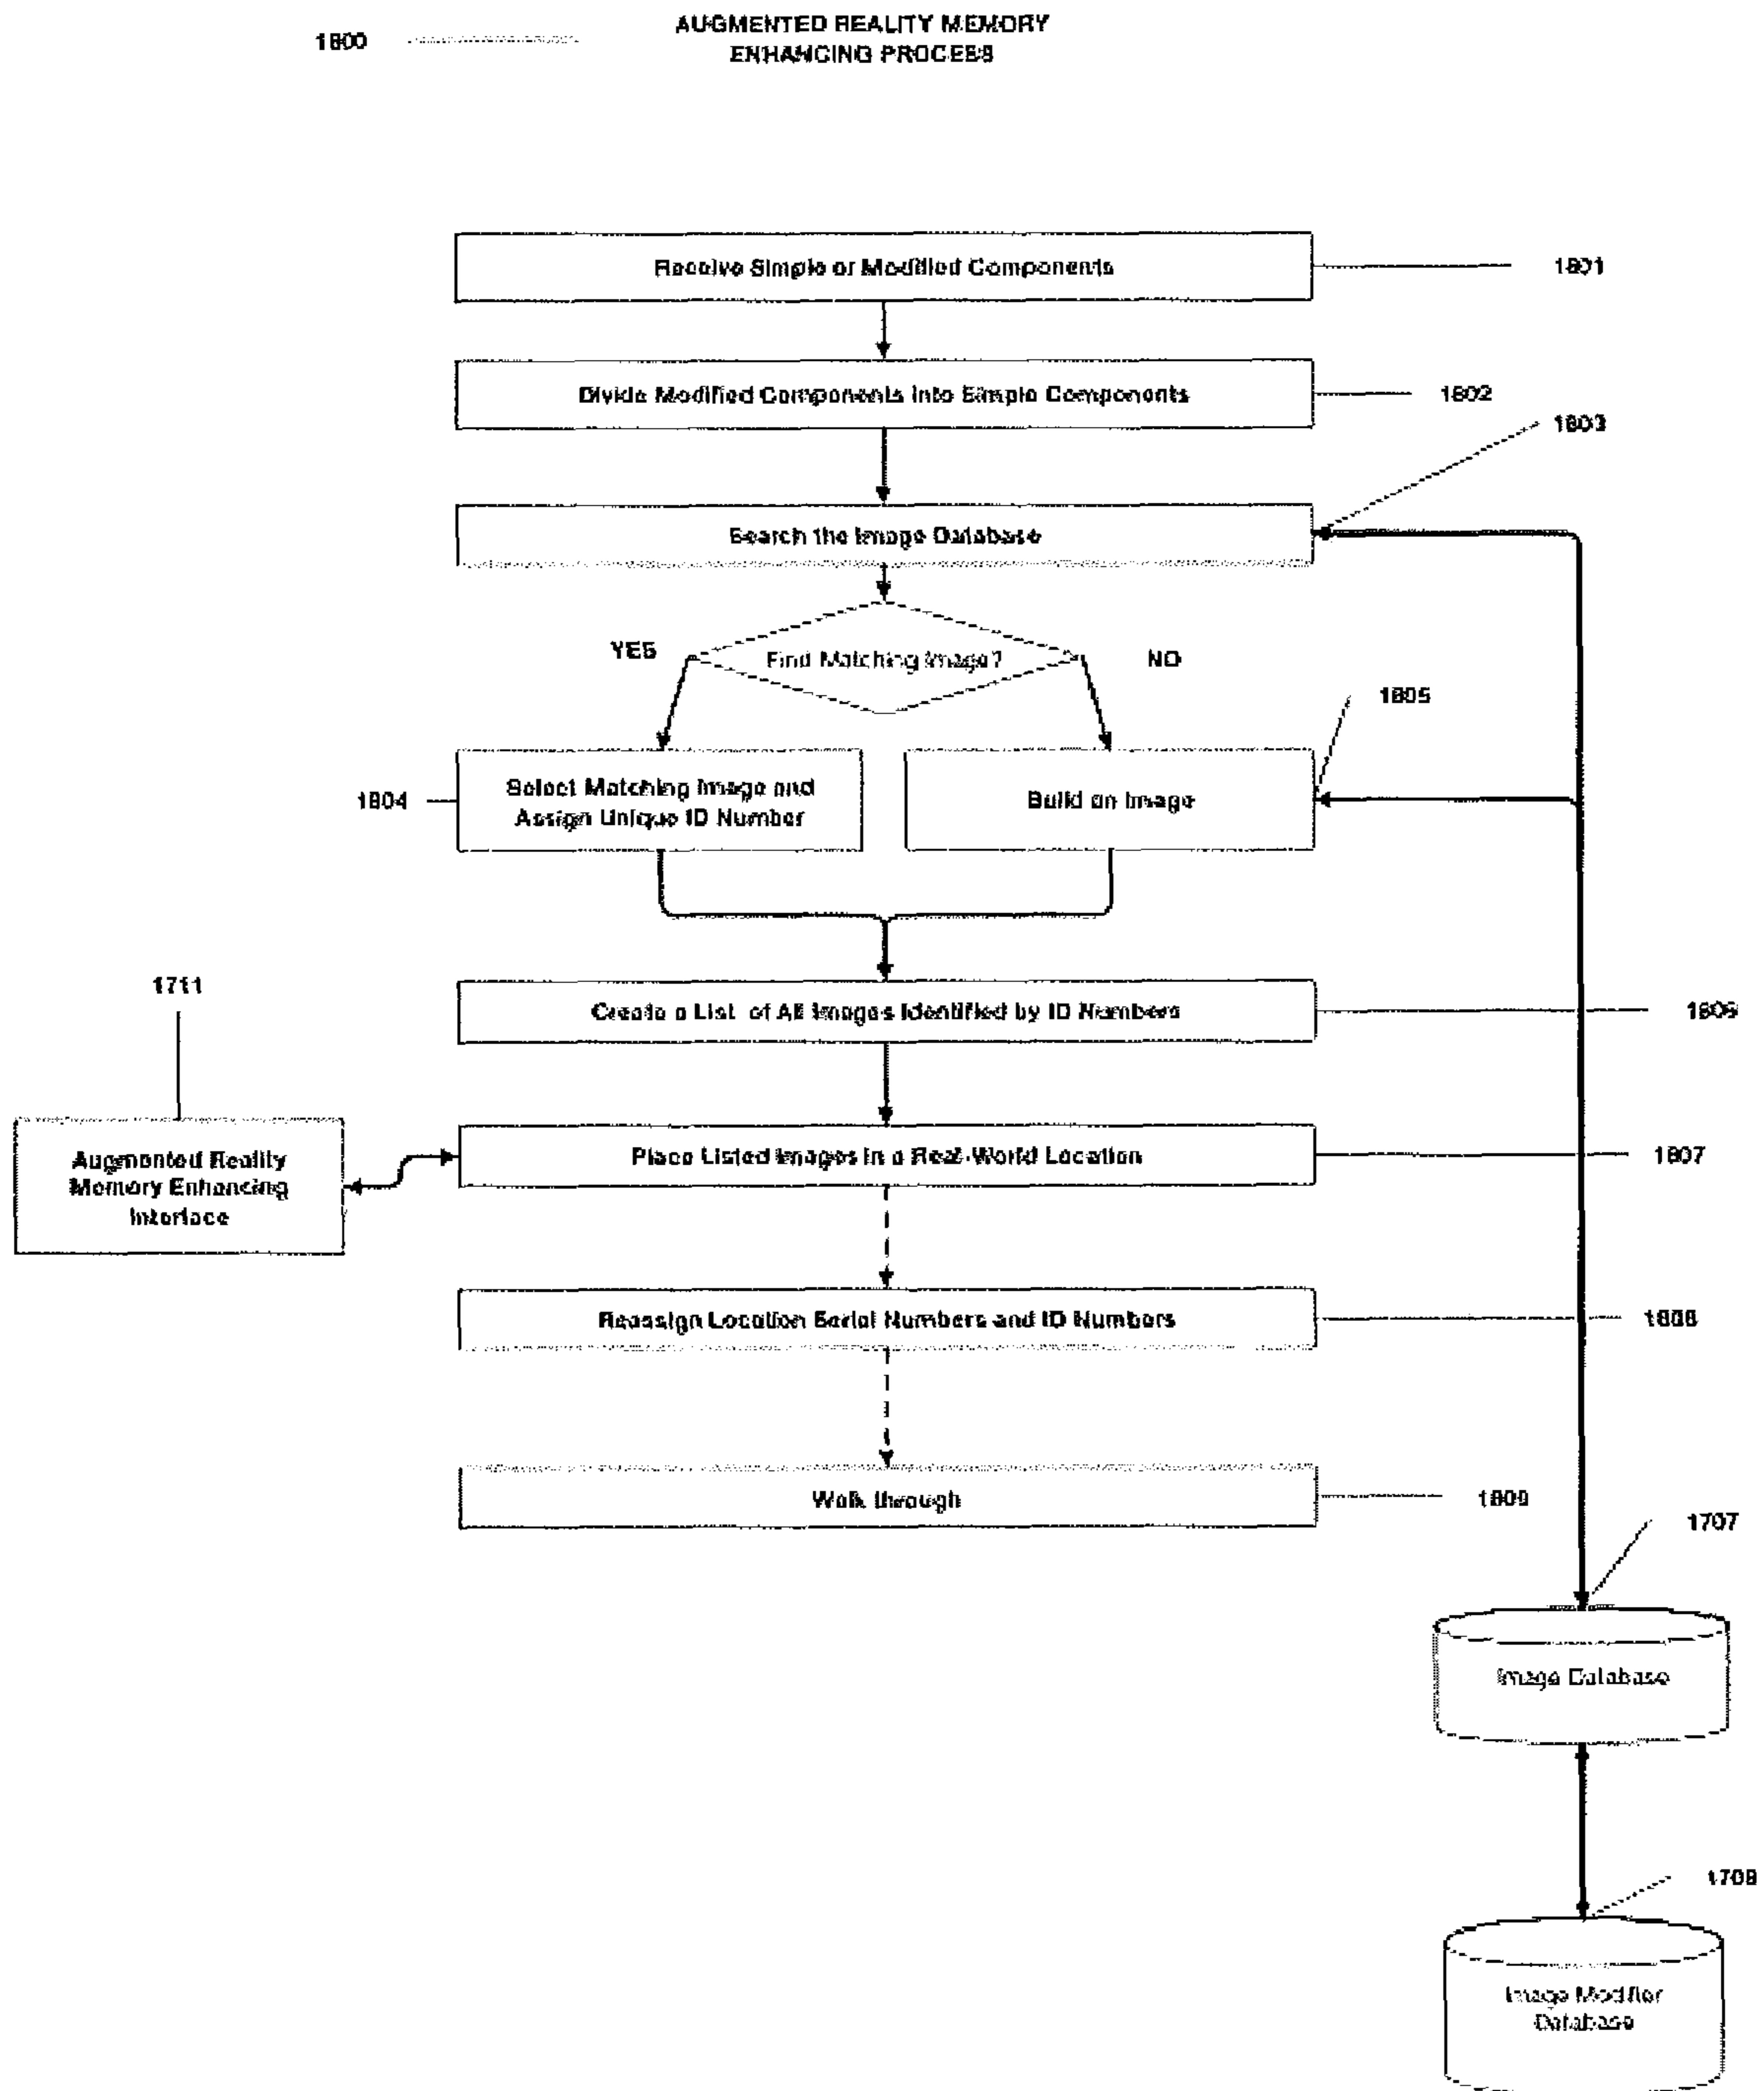 1800
AUGMENTED REALITY MEMORY
ENHANCING PROCESS
Receive Simple or Modified Components
1801
Divide Modified Components into Simple Components
1802
1803
Search the Image Database
YES
Find Matching Image?
NO
1805
1804
Select Matching Image and
Assign Unique ID Number
Build an Image
1711
Create a List of All Images Identified by ID Numbers
1806
Augmented Reality
Memory Enhancing
Interface
Place Listed Images in a Real-World Location
1807
Reassign Location Serial Numbers and ID Numbers
1808
Walk through
1809
1707
Image Database
1708
Image Modifier
Database